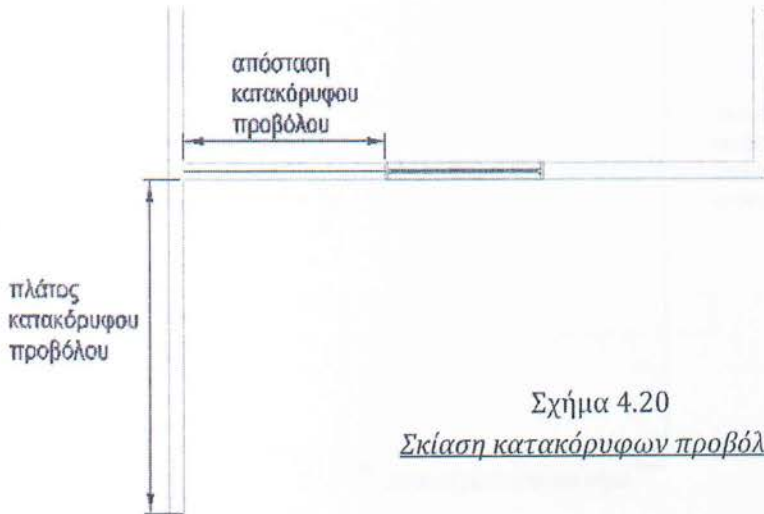 απόσταση
κατακόρυφου
προβόλου
πλάτος
κατακόρυφου
προβόλου
Σχήμα 4.20
Σκίαση κατακόρυφων